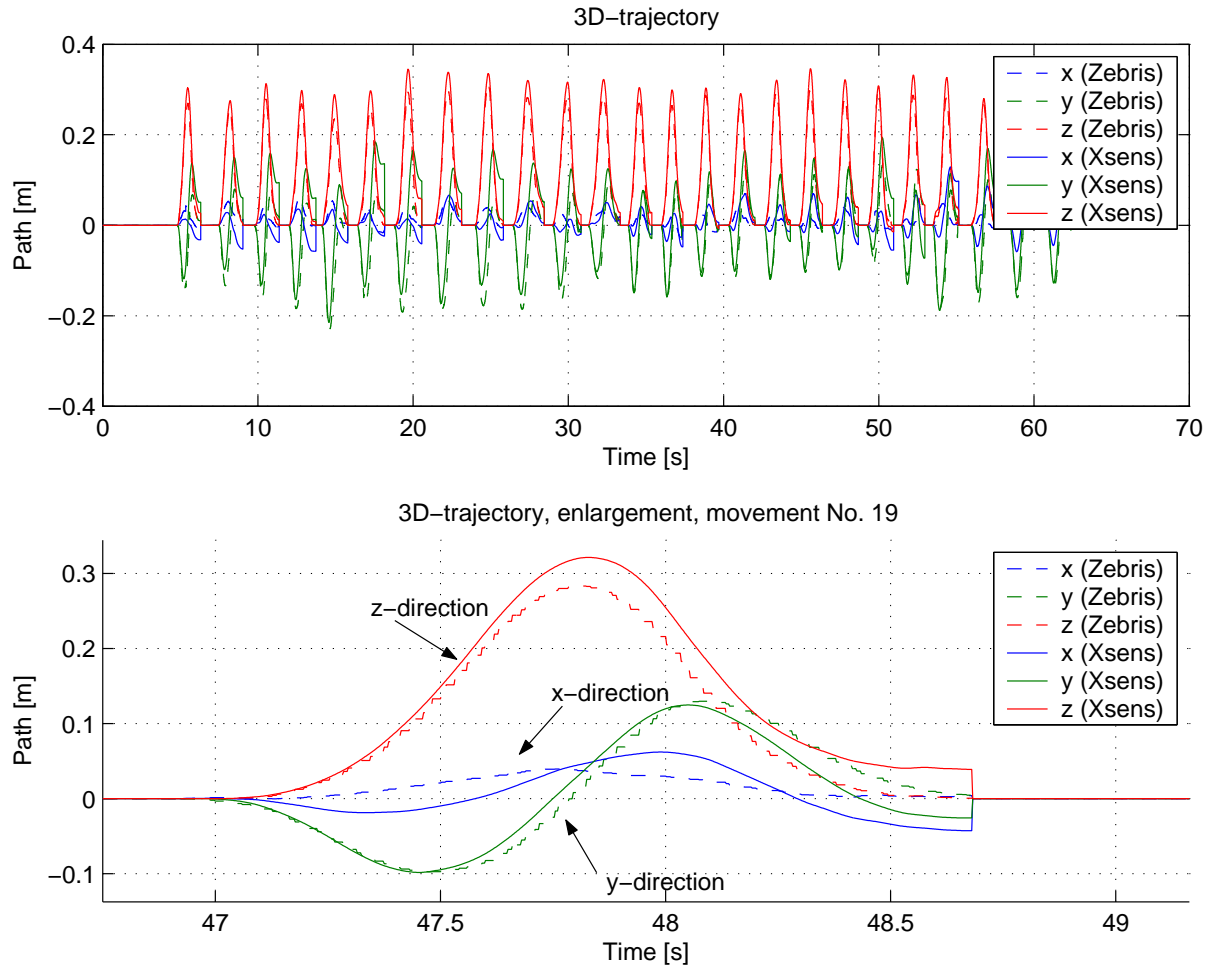 3D−trajectory
0.4
0.2
0
−0.2
−0.4
Path [m]
x (Zebris)
y (Zebris)
z (Zebris)
x (Xsens)
y (Xsens)
z (Xsens)
0 10 20 30 40 50 60 70
Time [s]
3D−trajectory, enlargement, movement No. 19
0.3
0.2
0.1
0
−0.1
Path [m]
z−direction
x−direction
y−direction
x (Zebris)
y (Zebris)
z (Zebris)
x (Xsens)
y (Xsens)
z (Xsens)
47 47.5 48 48.5 49
Time [s]